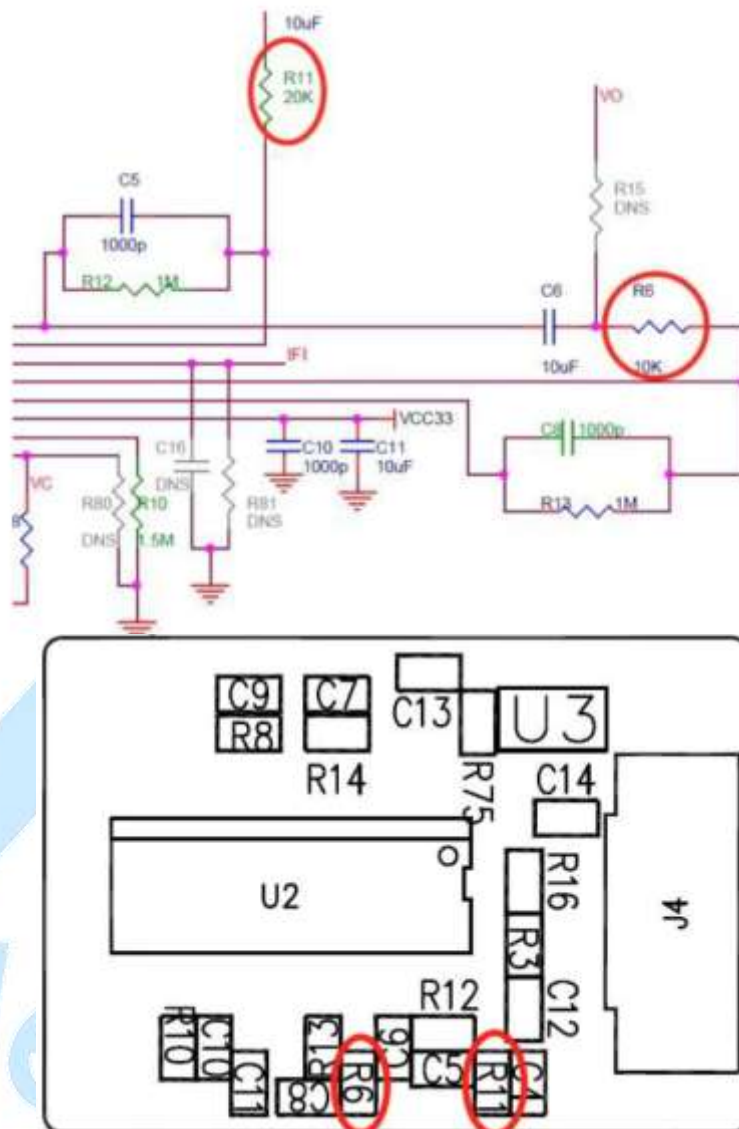 10uF
R11
20K
VO
C5
R15
DNS
1000p
R12 1M
C6 R6
10uF 10K
IFI
VCC33
C16
DNS
C10
1000p
C11
10uF
C8 1000p
VC
R80
DNS
R10
1.5M
R81
DNS
R13 1M
C9 C7
R8
C13
U3
R14
R75
C14
U2
R16
J4
R3
R12
C12
R10
C10
R13
C6
C11
C8
R6
C5
R11